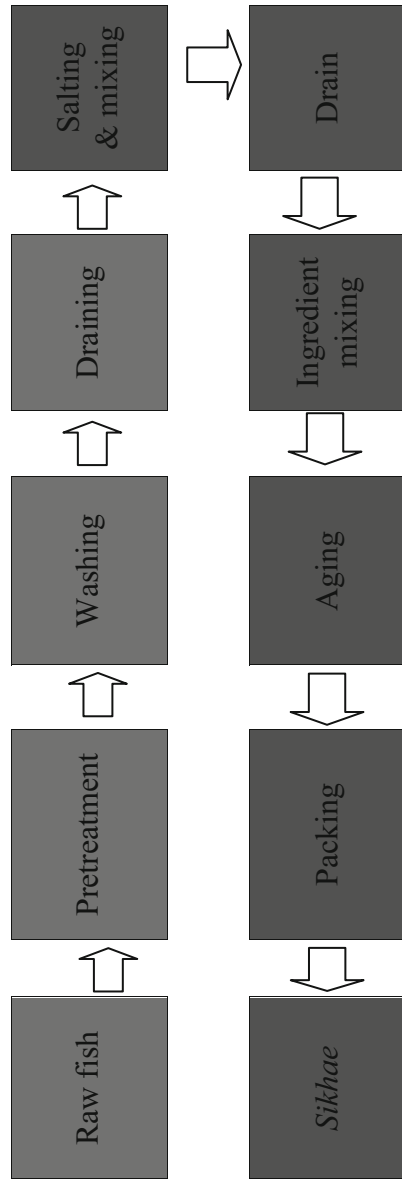 Raw fish
Pretreatment
Washing
Draining
Salting
& mixing
Drain
Ingredient
mixing
Aging
Packing
Sikhae